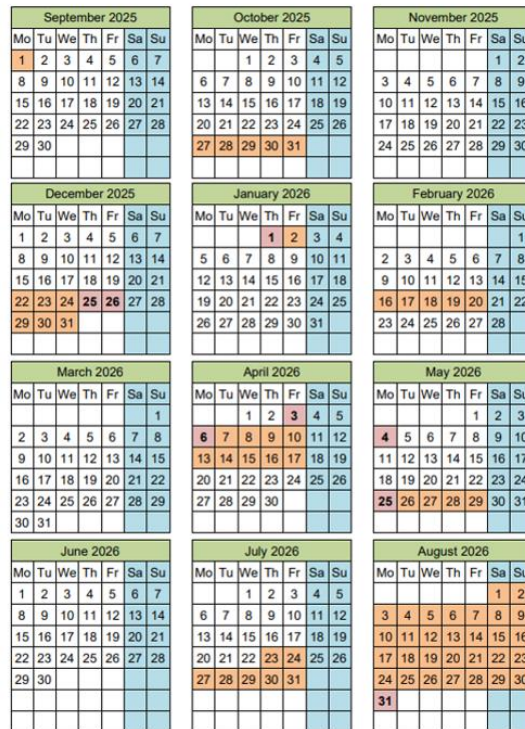 September 2025
Mo Tu We Th Fr Sa Su
1 2 3 4 5 6 7
8 9 10 11 12 13 14
15 16 17 18 19 20 21
22 23 24 25 26 27 28
29 30
October 2025
Mo Tu We Th Fr Sa Su
1 2 3 4 5
6 7 8 9 10 11 12
13 14 15 16 17 18 19
20 21 22 23 24 25 26
27 28 29 30 31
November 2025
Mo Tu We Th Fr Sa Su
1 2
3 4 5 6 7 8 9
10 11 12 13 14 15 16
17 18 19 20 21 22 23
24 25 26 27 28 29 30
December 2025
Mo Tu We Th Fr Sa Su
1 2 3 4 5 6 7
8 9 10 11 12 13 14
15 16 17 18 19 20 21
22 23 24 25 26 27 28
29 30 31
January 2026
Mo Tu We Th Fr Sa Su
1 2 3 4
5 6 7 8 9 10 11
12 13 14 15 16 17 18
19 20 21 22 23 24 25
26 27 28 29 30 31
February 2026
Mo Tu We Th Fr Sa Su
1
2 3 4 5 6 7 8
9 10 11 12 13 14 15
16 17 18 19 20 21 22
23 24 25 26 27 28
March 2026
Mo Tu We Th Fr Sa Su
1
2 3 4 5 6 7 8
9 10 11 12 13 14 15
16 17 18 19 20 21 22
23 24 25 26 27 28 29
30 31
April 2026
Mo Tu We Th Fr Sa Su
1 2 3 4 5
6 7 8 9 10 11 12
13 14 15 16 17 18 19
20 21 22 23 24 25 26
27 28 29 30
May 2026
Mo Tu We Th Fr Sa Su
1 2 3
4 5 6 7 8 9 10
11 12 13 14 15 16 17
18 19 20 21 22 23 24
25 26 27 28 29 30 31
June 2026
Mo Tu We Th Fr Sa Su
1 2 3 4 5 6 7
8 9 10 11 12 13 14
15 16 17 18 19 20 21
22 23 24 25 26 27 28
29 30
July 2026
Mo Tu We Th Fr Sa Su
1 2 3 4 5
6 7 8 9 10 11 12
13 14 15 16 17 18 19
20 21 22 23 24 25 26
27 28 29 30 31
August 2026
Mo Tu We Th Fr Sa Su
1 2
3 4 5 6 7 8 9
10 11 12 13 14 15 16
17 18 19 20 21 22 23
24 25 26 27 28 29 30
31